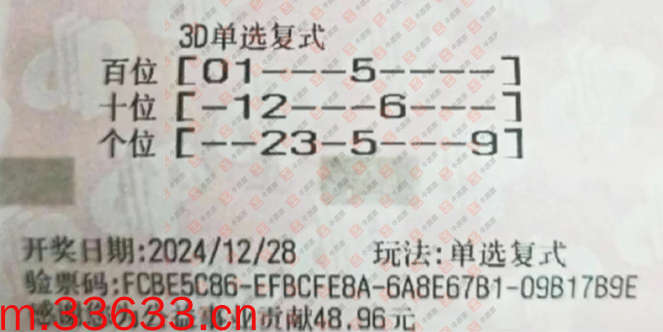 3D单选复式
百位[01---5----]
十位[-12---6---]
个位[--23-5---9]
开奖日期:2024/12/28 玩法:单选复式
验票码:FCBE5C86-EFBCFE8A-6A8E67B1-09B17B9E
m.33633.cn
贡献48.96元